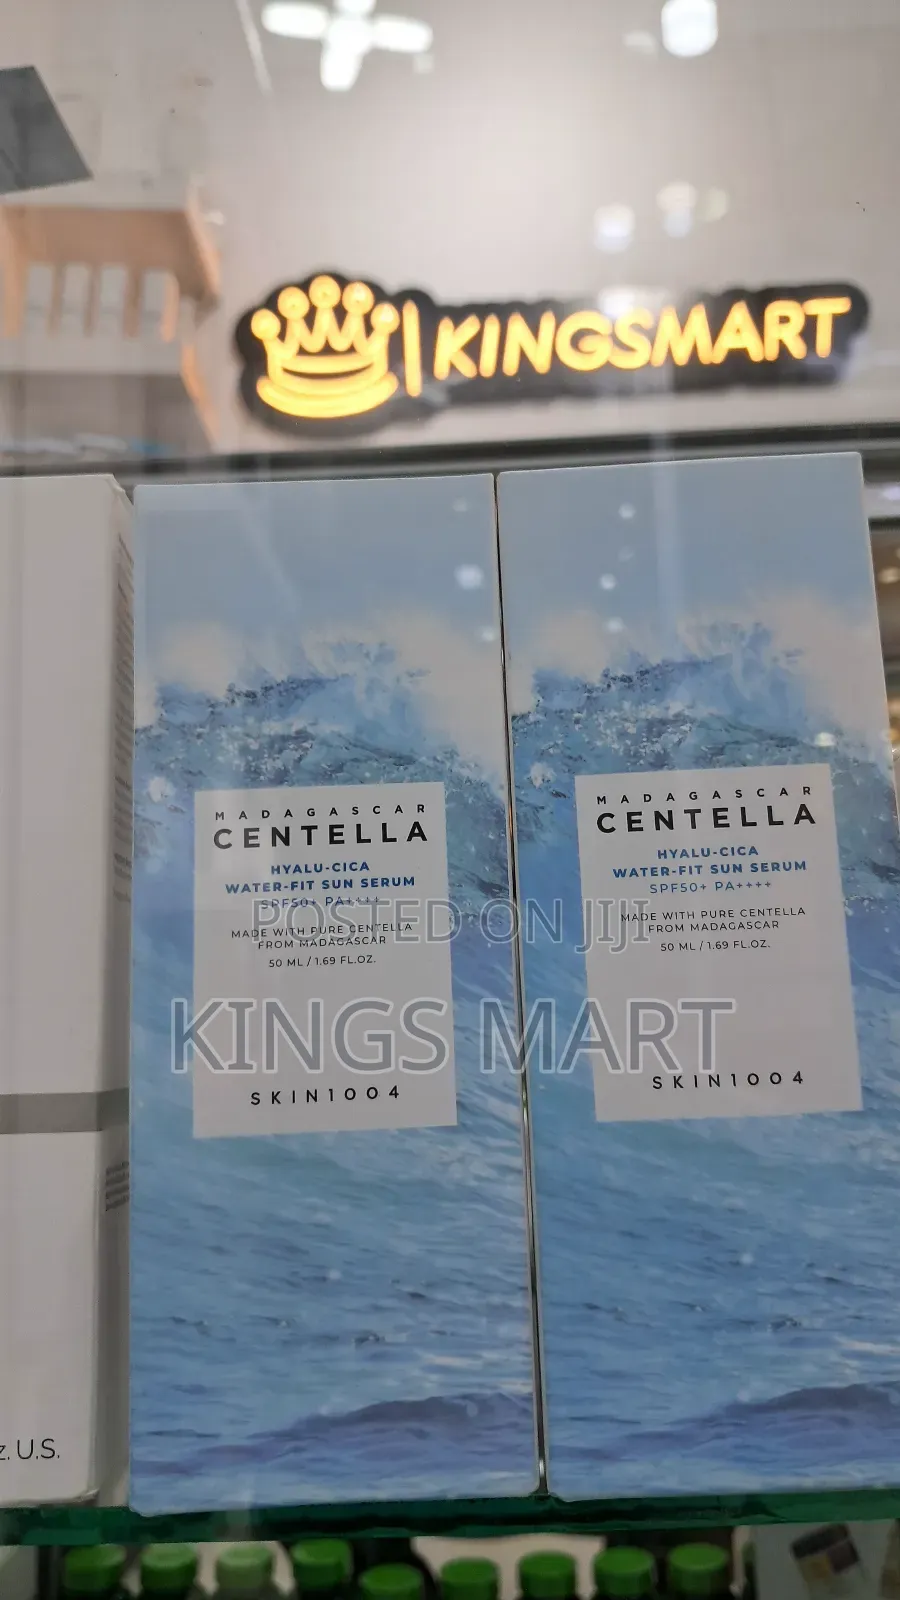 KINGSMART
MADAGASCAR
CENTELLA
HYALU-CICA
WATER-FIT SUN SERUM
SPF50+ PA++++
MADE WITH PURE CENTELLA
FROM MADAGASCAR
50 ML / 1.69 FL.OZ.
SKIN1004
MADAGASCAR
CENTELLA
HYALU-CICA
WATER-FIT SUN SERUM
SPF50+ PA++++
MADE WITH PURE CENTELLA
FROM MADAGASCAR
50 ML / 1.69 FL.OZ.
SKIN1004
POSTED ON JIJI
KINGS MART
z. U.S.